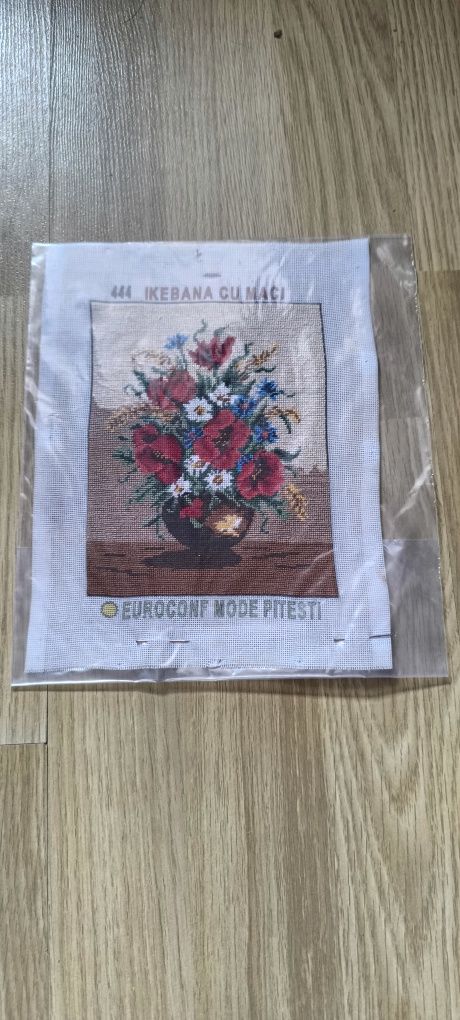 444 IKEBANA CU MACI
EUROCONF MODE PITESTI